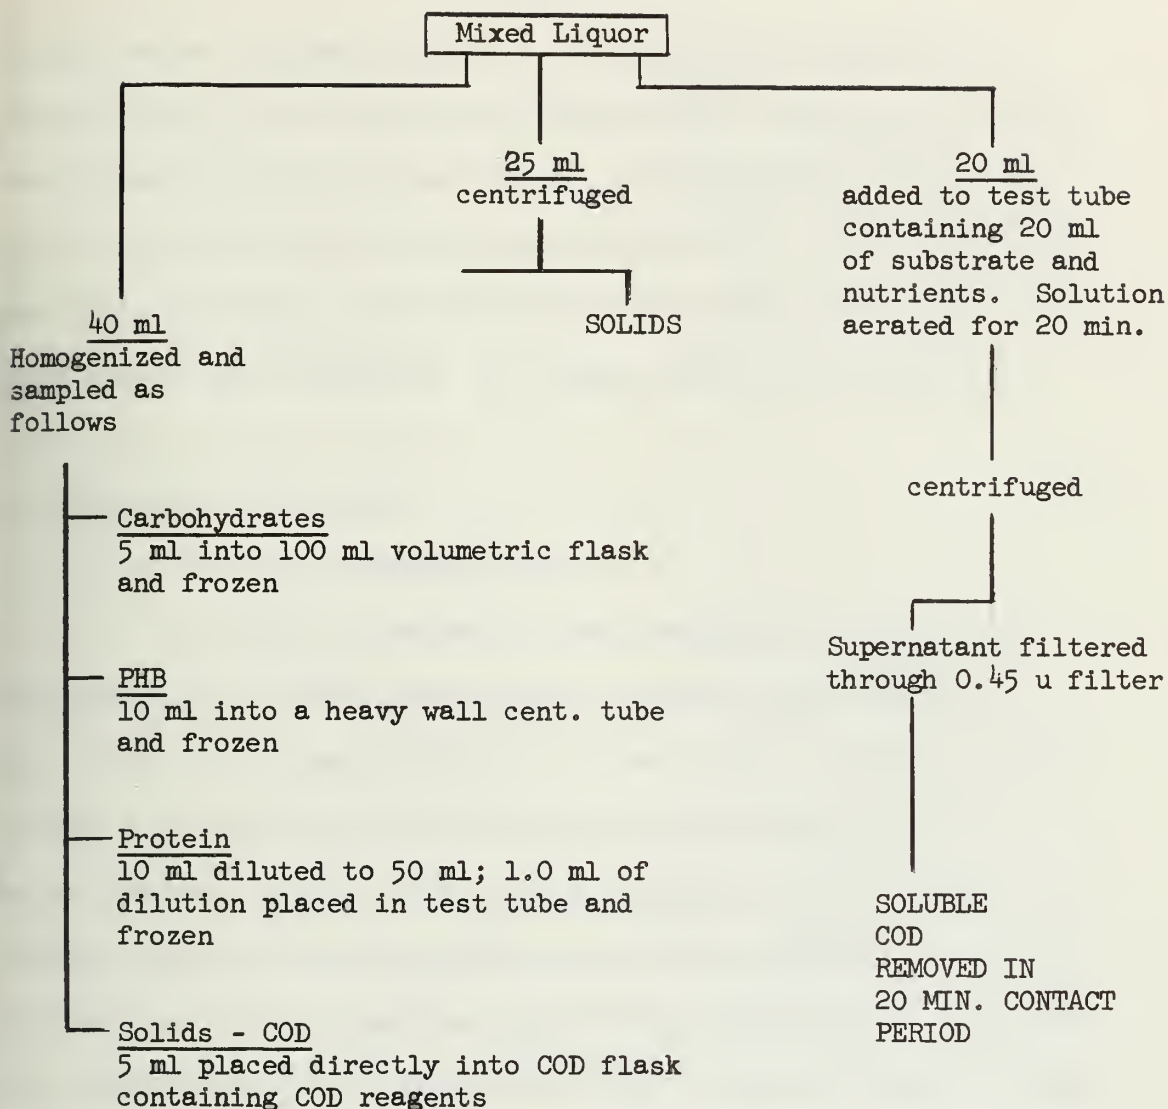 Mixed Liquor
40 ml
Homogenized and
sampled as
follows
Carbohydrates
5 ml into 100 ml volumetric flask
and frozen
PHB
10 ml into a heavy wall cent. tube
and frozen
Protein
10 ml diluted to 50 ml; 1.0 ml of
dilution placed in test tube and
frozen
Solids - COD
5 ml placed directly into COD flask
containing COD reagents
25 ml
centrifuged
SOLIDS
20 ml
added to test tube
containing 20 ml
of substrate and
nutrients. Solution
aerated for 20 min.
centrifuged
Supernatant filtered
through 0.45 u filter
SOLUBLE
COD
REMOVED IN
20 MIN. CONTACT
PERIOD